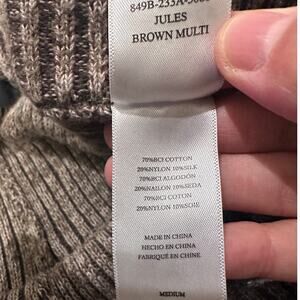 JULES
BROWN MULTI
70%BCI COTTON
20%NYLON 10%SILK
70%BCI ALGODÓN
20%NAILON 10%SEDA
70%BCI COTON
20%NYLON 10%SOIE
MADE IN CHINA
HECHO EN CHINA
FABRIQUÉ EN CHINE
MEDIUM